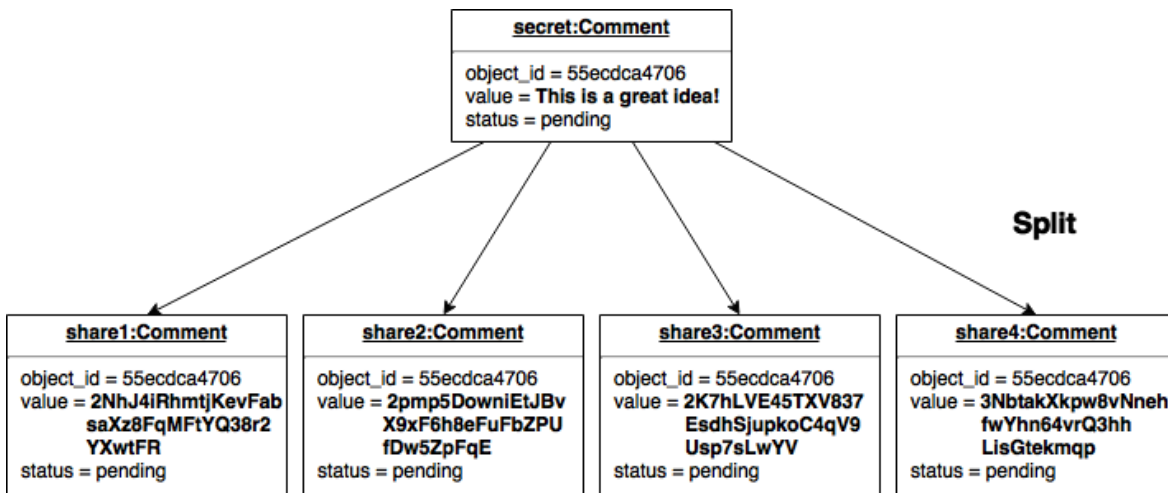 secret:Comment
object_id = 55ecdca4706
value = This is a great idea!
status = pending
Split
share1:Comment
object_id = 55ecdca4706
value = 2NhJ4iRhmtjKevFab
saXz8FqMFtYQ38r2
YXwtFR
status = pending
share2:Comment
object_id = 55ecdca4706
value = 2pmp5DowniEtJBv
X9xF6h8eFuFbZPU
fDw5ZpFqE
status = pending
share3:Comment
object_id = 55ecdca4706
value = 2K7hLVE45TXV837
EsdhSjupkoC4qV9
Usp7sLwYV
status = pending
share4:Comment
object_id = 55ecdca4706
value = 3NbtakXkpw8vNneh
fwYhn64vrQ3hh
LisGtekmqp
status = pending